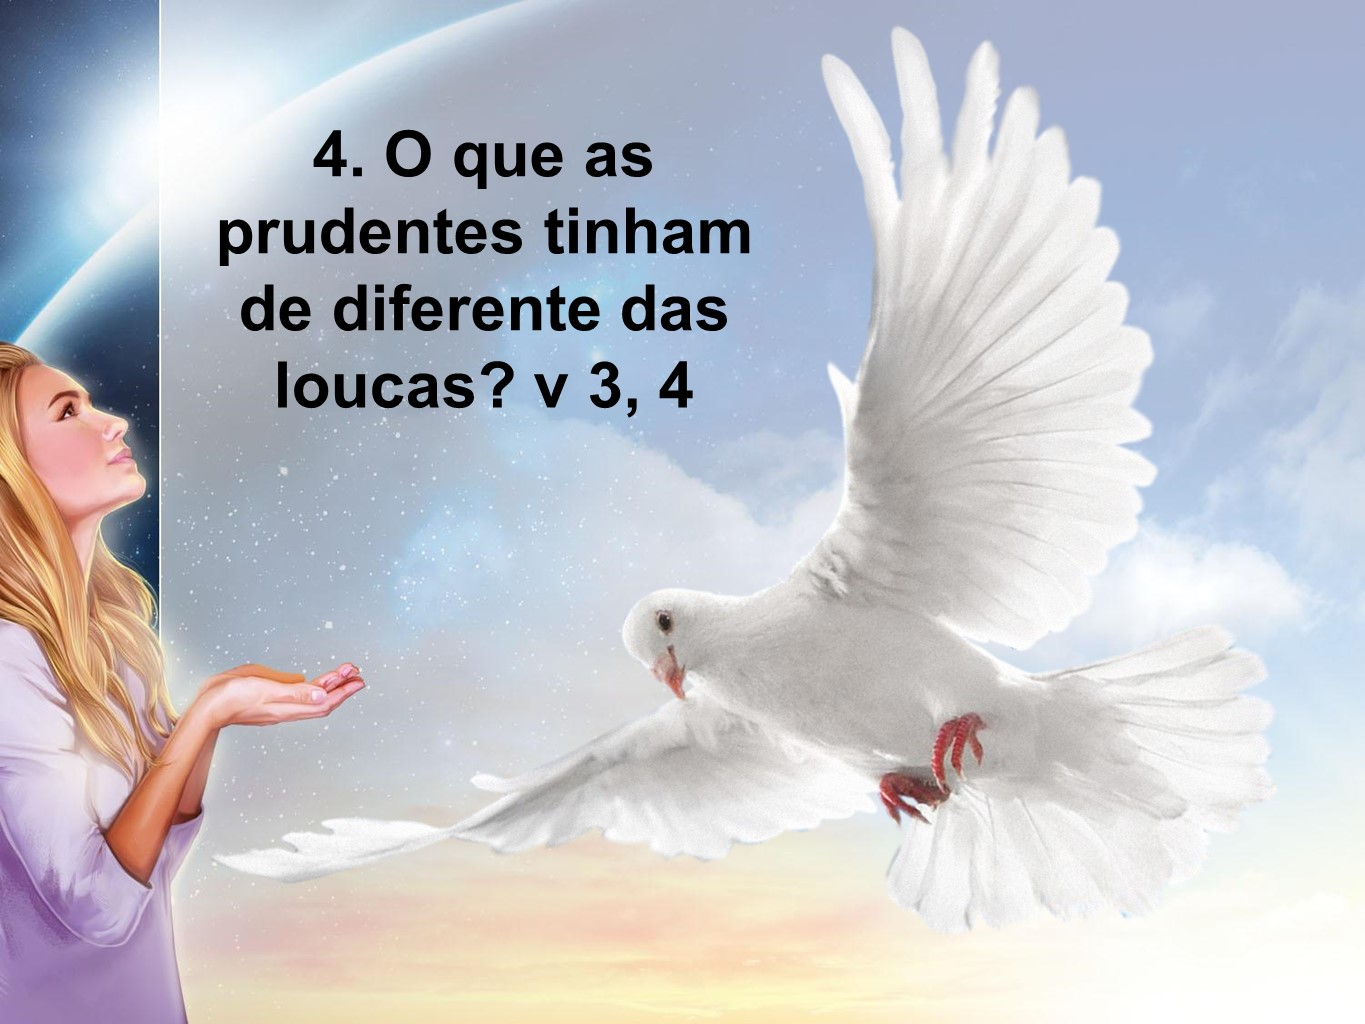 4. O que as
prudentes tinham
de diferente das
loucas? v 3, 4